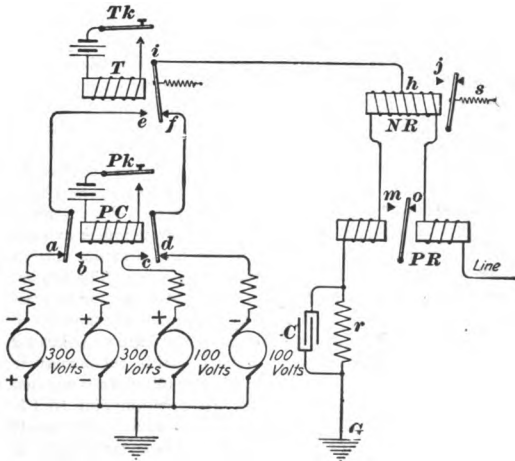 Tk
i
T
j
h
s
NR
e f
Pk
m o
PC
a d
b c
PR
Line
- + + -
C r
300 Volts
300 Volts
100 Volts
100 Volts
+ - - +
G